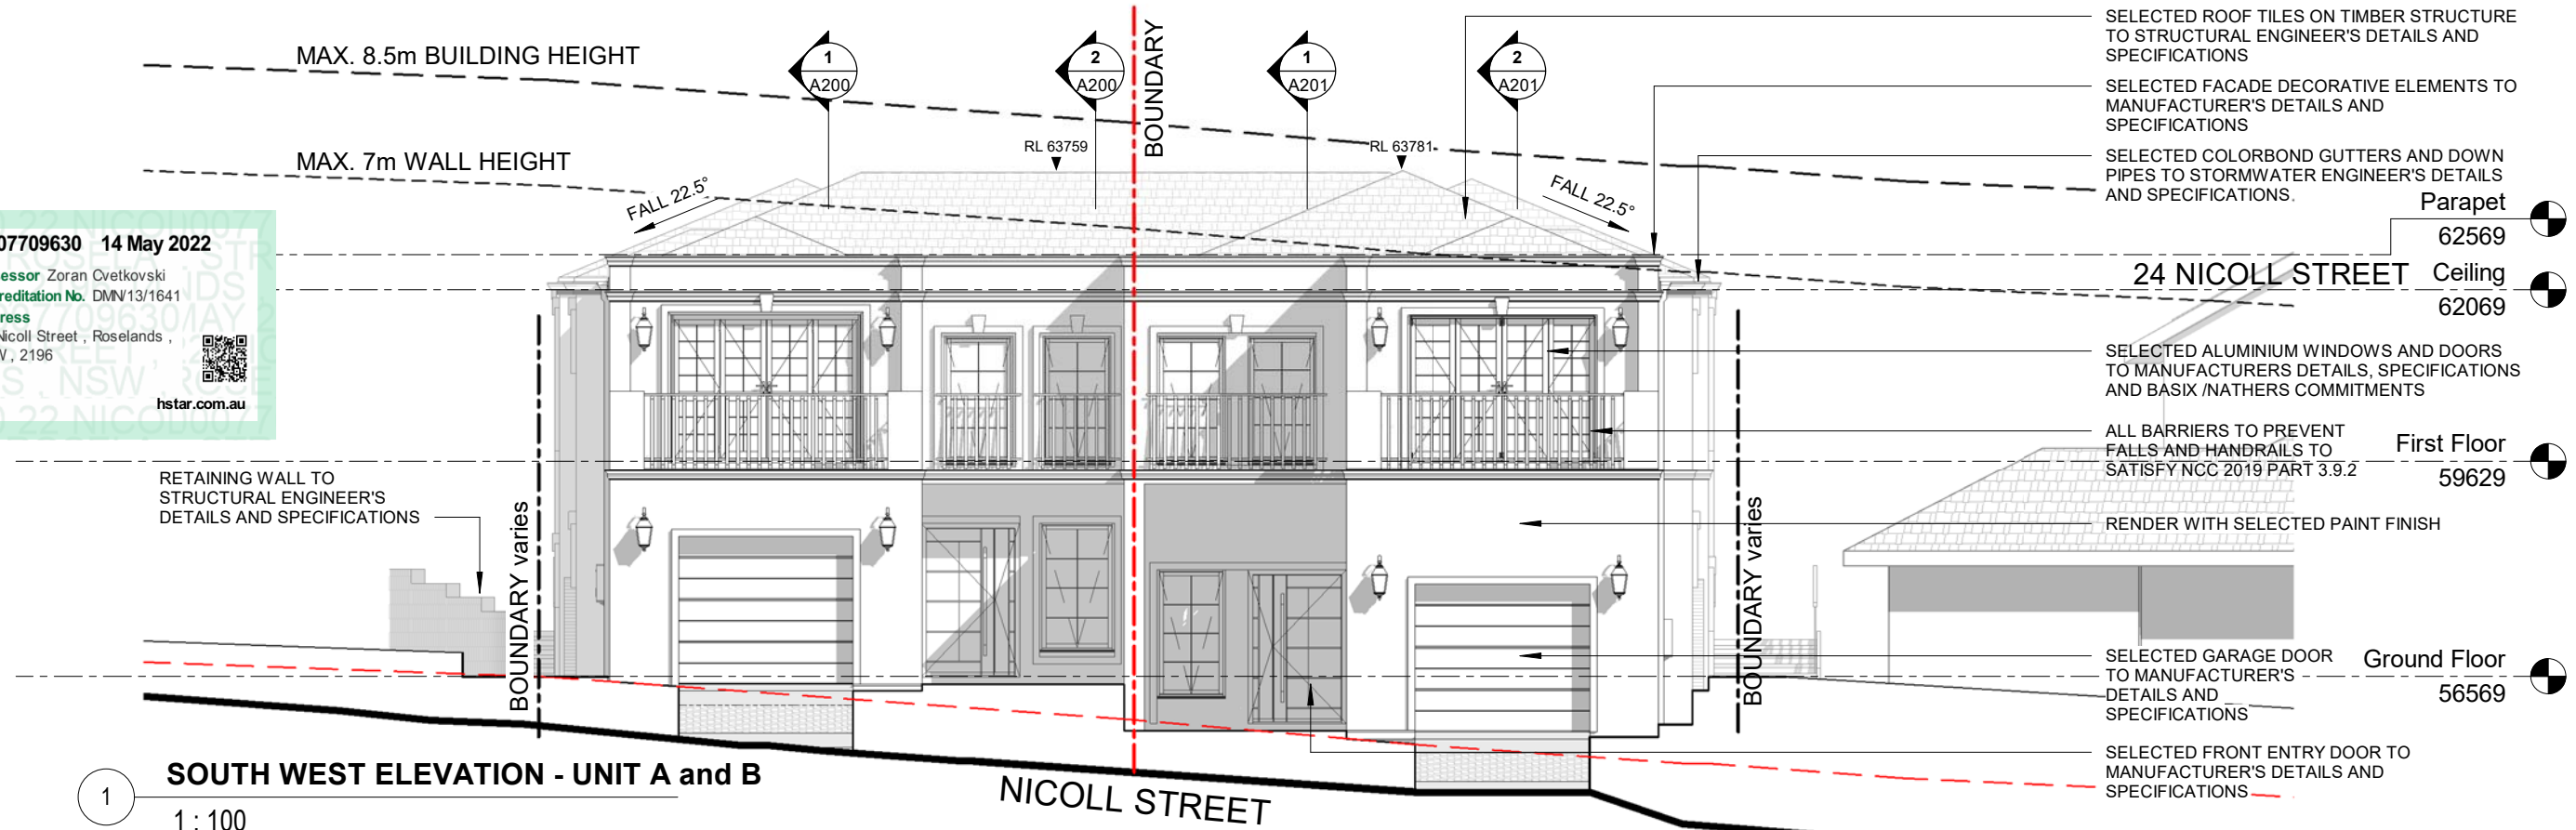 MAX. 8.5m BUILDING HEIGHT
MAX. 7m WALL HEIGHT
1
A200
2
A200
BOUNDARY
1
A201
2
A201
RL 63759
RL 63781
FALL 22.5°
FALL 22.5°
SELECTED ROOF TILES ON TIMBER STRUCTURE
TO STRUCTURAL ENGINEER'S DETAILS AND
SPECIFICATIONS
SELECTED FACADE DECORATIVE ELEMENTS TO
MANUFACTURER'S DETAILS AND
SPECIFICATIONS
SELECTED COLORBOND GUTTERS AND DOWN
PIPES TO STORMWATER ENGINEER'S DETAILS
AND SPECIFICATIONS.
Parapet
62569
24 NICOLL STREET
Ceiling
62069
SELECTED ALUMINIUM WINDOWS AND DOORS
TO MANUFACTURERS DETAILS, SPECIFICATIONS
AND BASIX /NATHERS COMMITMENTS
ALL BARRIERS TO PREVENT
FALLS AND HANDRAILS TO
SATISFY NCC 2019 PART 3.9.2
First Floor
59629
RENDER WITH SELECTED PAINT FINISH
SELECTED GARAGE DOOR
TO MANUFACTURER'S
DETAILS AND
SPECIFICATIONS
Ground Floor
56569
SELECTED FRONT ENTRY DOOR TO
MANUFACTURER'S DETAILS AND
SPECIFICATIONS
07709630 14 May 2022
essor Zoran Cvetkovski
reditation No. DMN/13/1641
ress
Nicoll Street , Roselands ,
, 2196
hstar.com.au
RETAINING WALL TO
STRUCTURAL ENGINEER'S
DETAILS AND SPECIFICATIONS
BOUNDARY varies
BOUNDARY varies
NICOLL STREET
1
SOUTH WEST ELEVATION - UNIT A and B
1 : 100